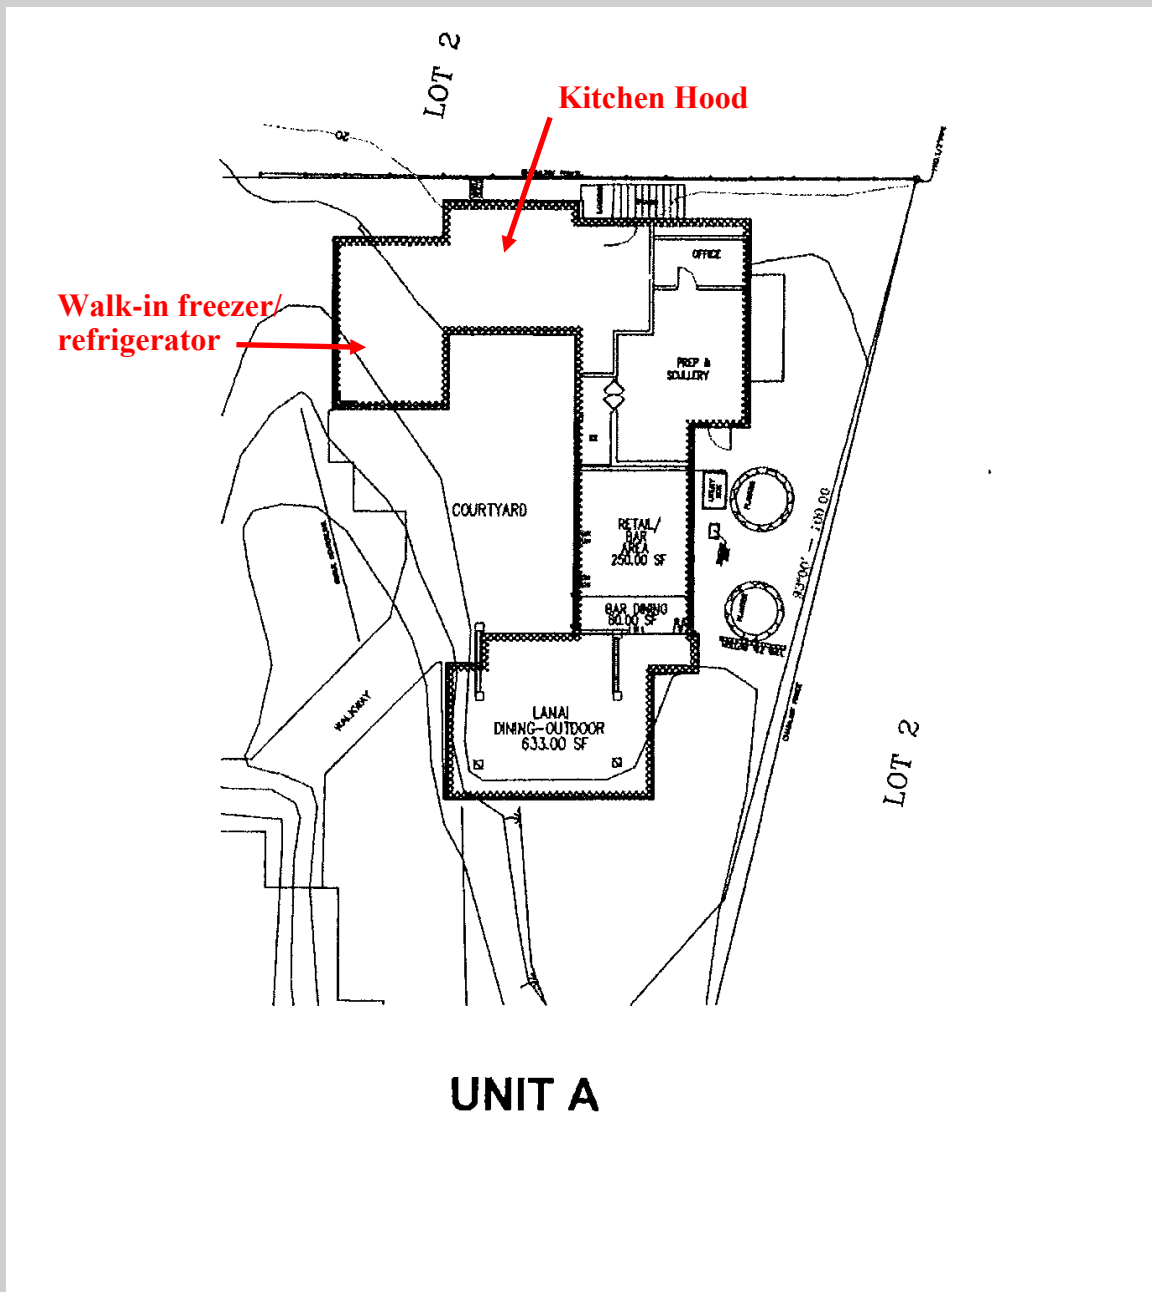 LOT 2
Kitchen Hood
20
OFFICE
Walk-in freezer/
refrigerator
PREP &
SCULLERY
COURTYARD
RETAIL/
BAR
AREA
250.00 SF
BAR DINING
80.00 SF
WALKWAY
LANAI
DINING-OUTDOOR
633.00 SF
LOT 2
UNIT A